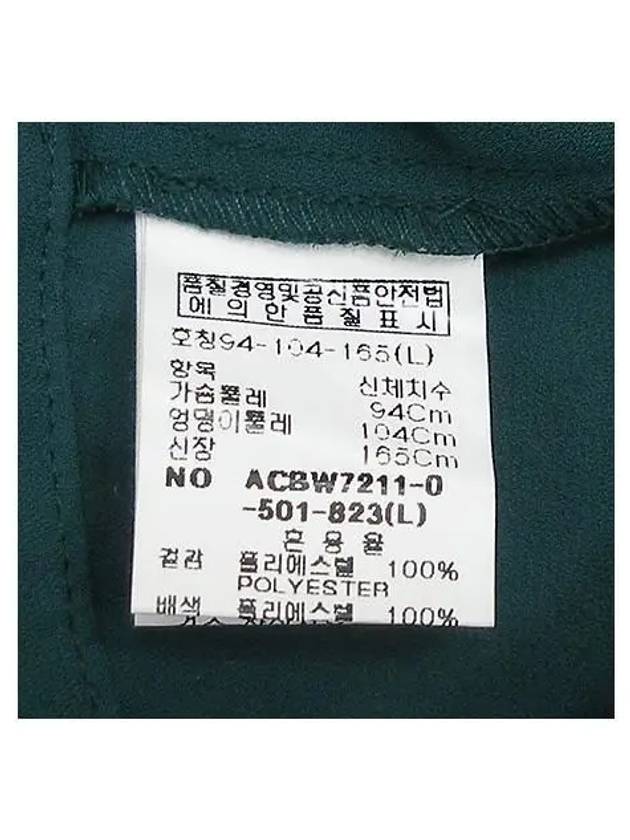 품질경영및공산품안전법
에 의 한 품 질 표 시
호칭94-104-165(L)
항목 신체치수
가슴둘레 94Cm
엉덩이둘레 104Cm
신장 165Cm
NO ACBW7211-0
-501-823(L)
혼 용 율
겉감 폴리에스텔 100%
POLYESTER
배색 폴리에스텔 100%